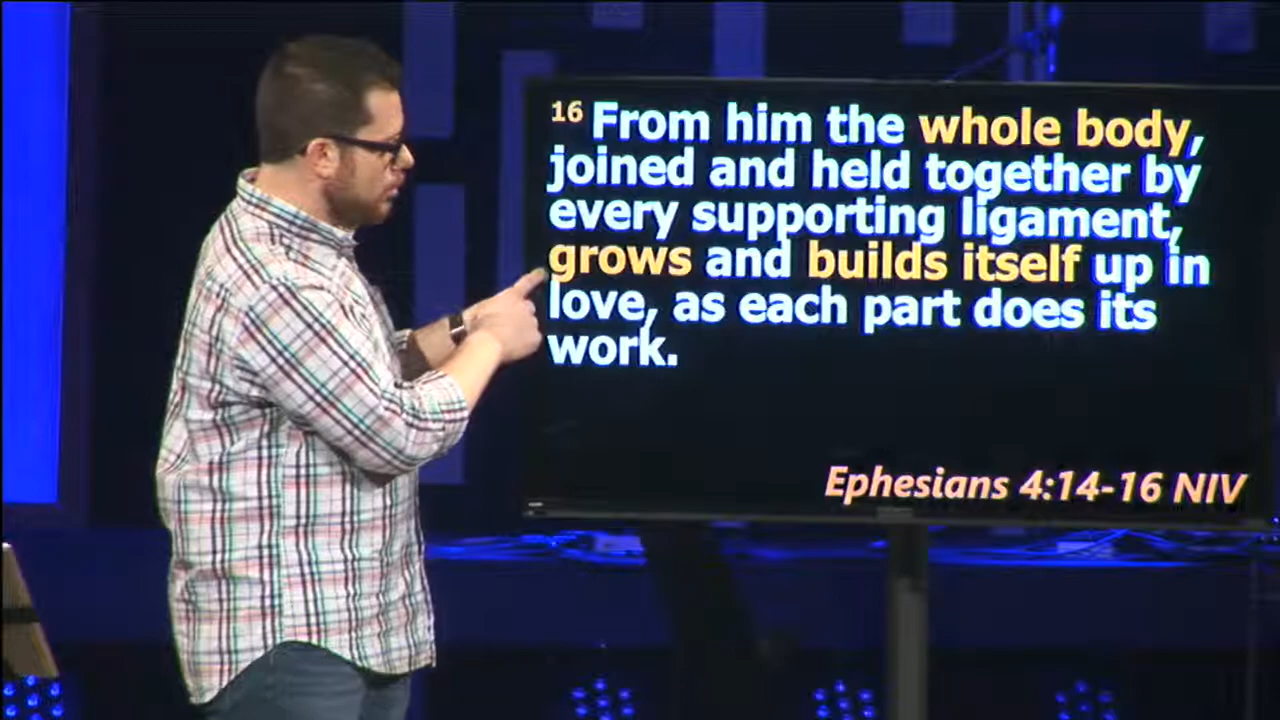 16 From him the whole body,
joined and held together by
every supporting ligament,
grows and builds itself up in
love, as each part does its
work.
Ephesians 4:14-16 NIV